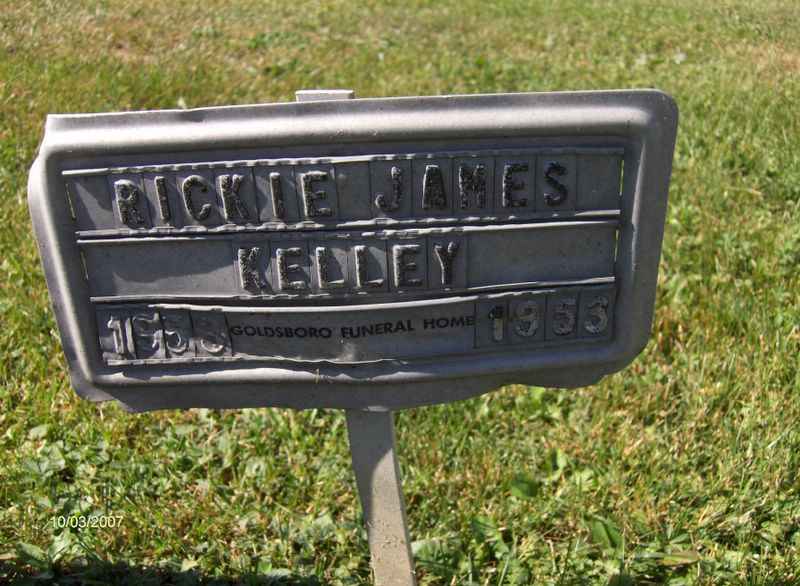 RICKIE JAMES
KELLEY
1953 GOLDSBORO FUNERAL HOME 1953
10/03/2007